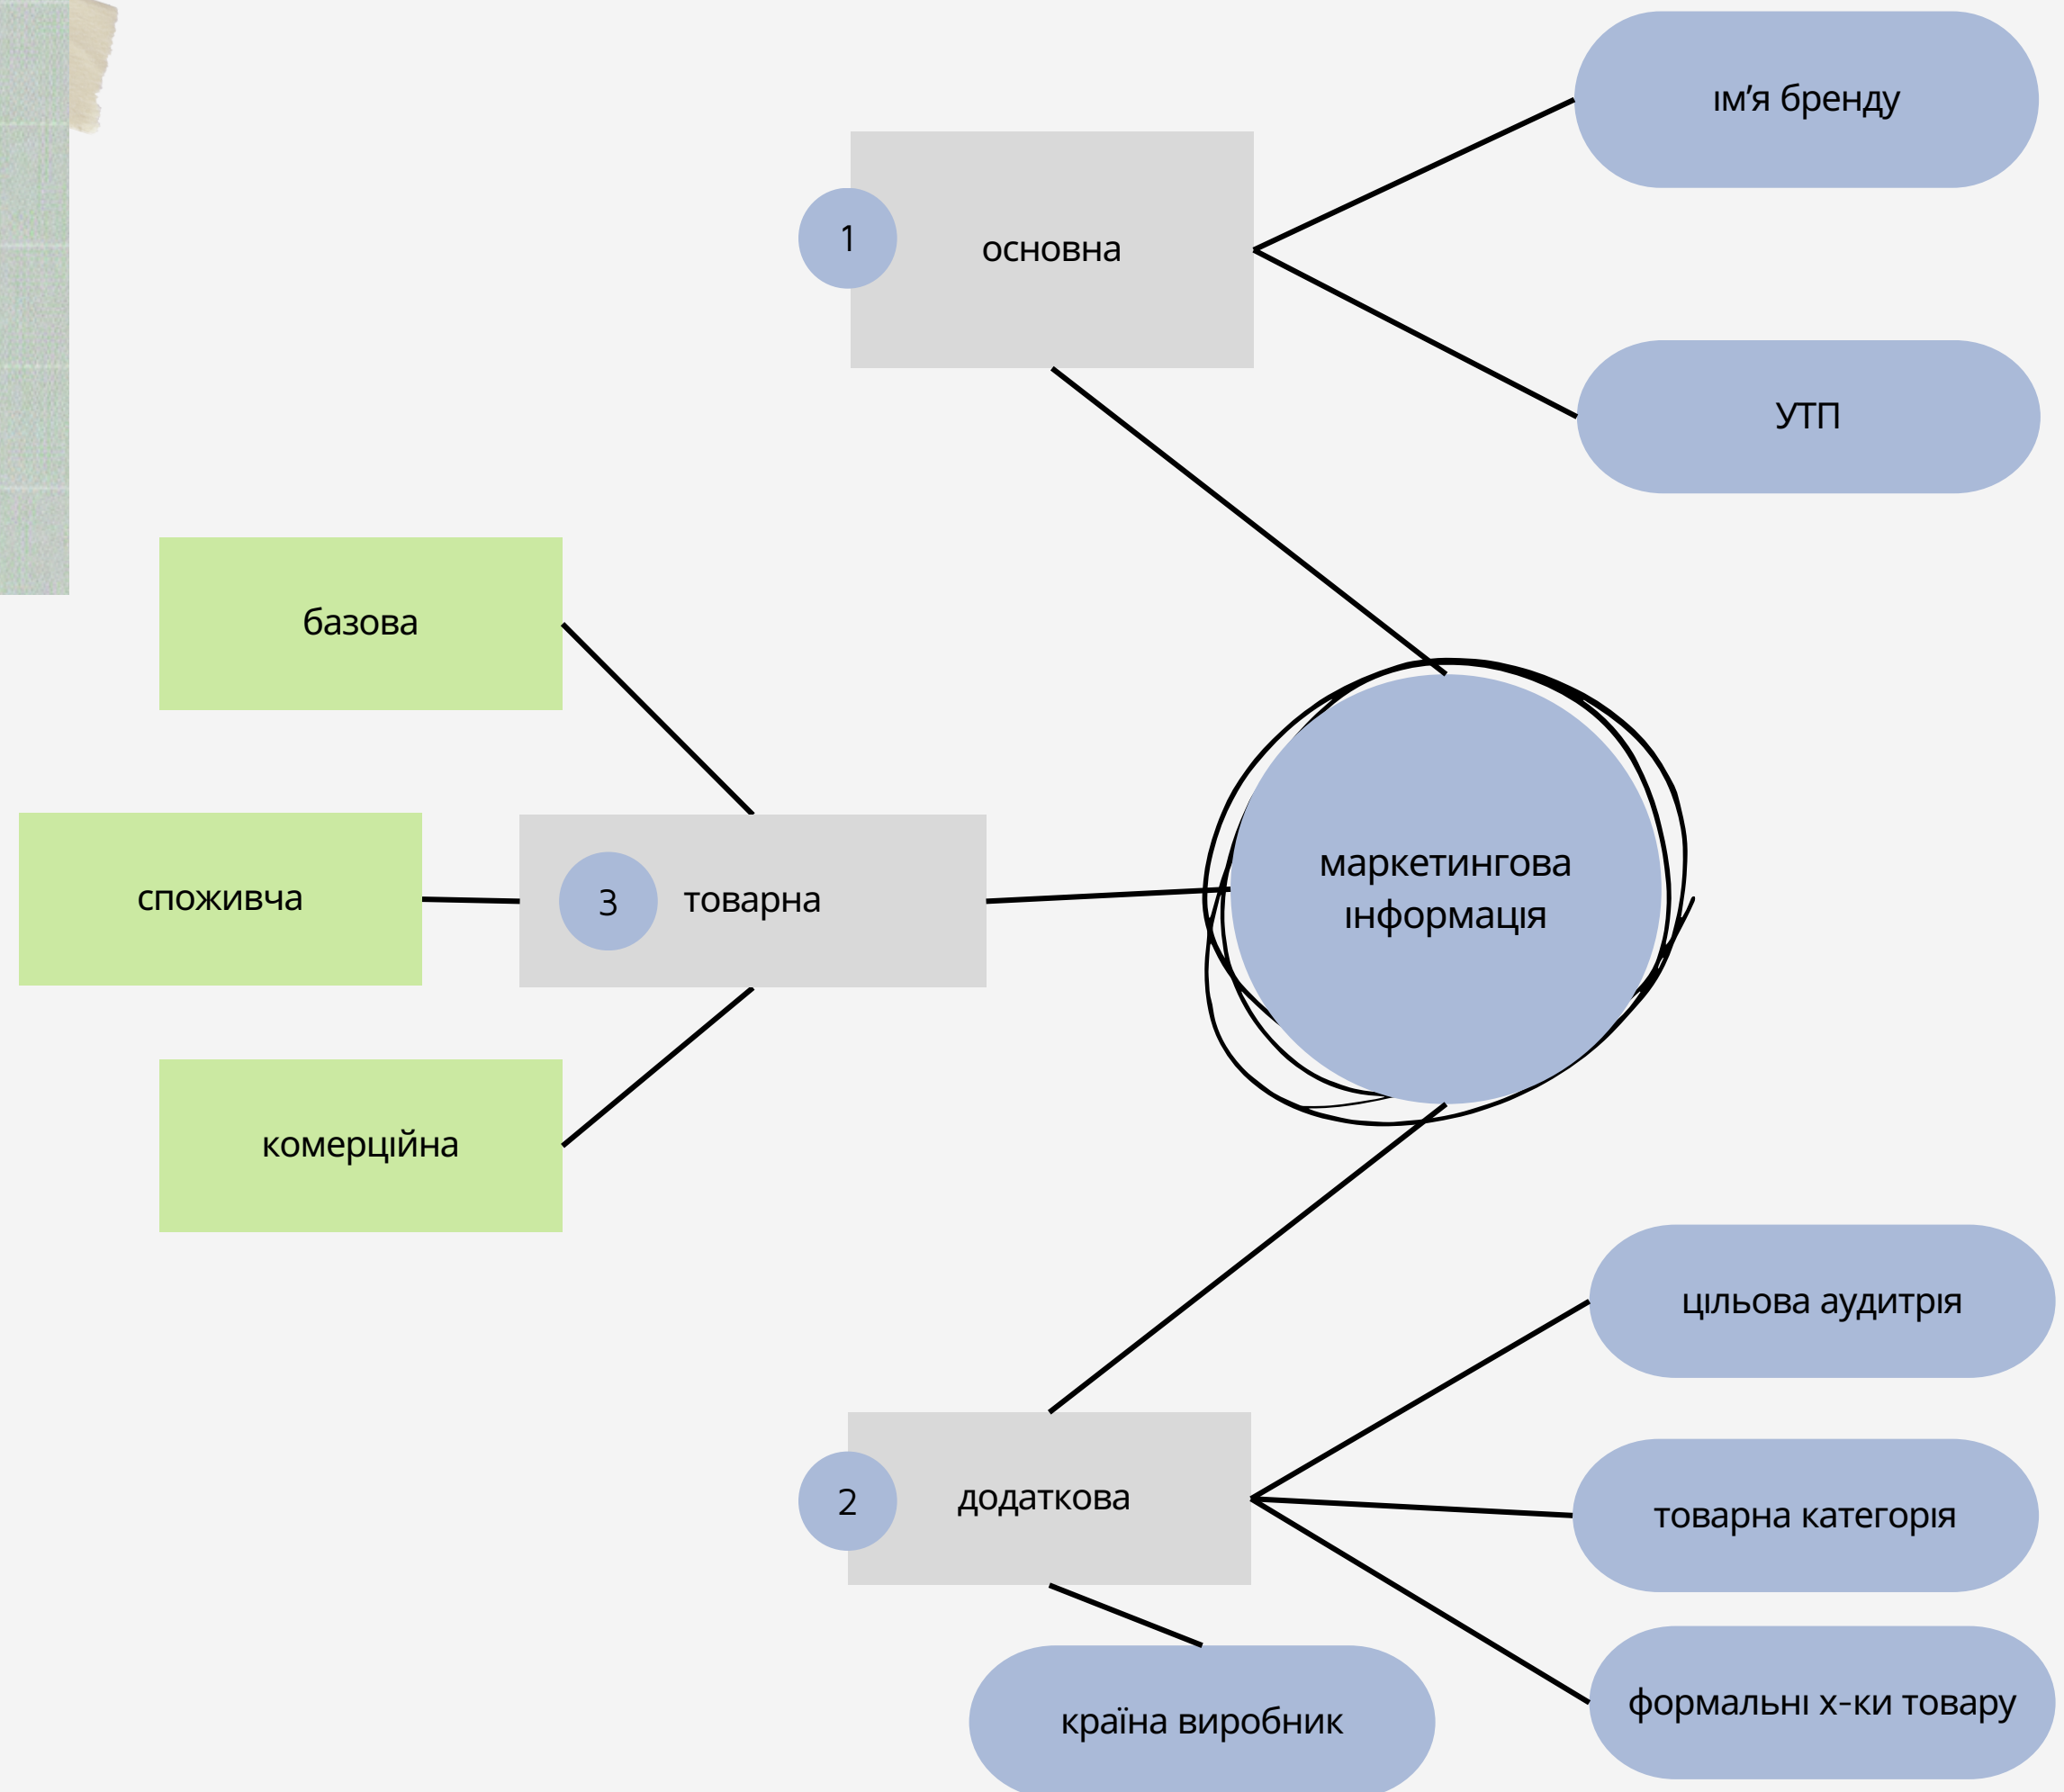 ім'я бренду
1
основна
УТП
базова
маркетингова
інформація
споживча
3
товарна
комерційна
цільова аудитрія
2
додаткова
товарна категорія
формальні х-ки товару
країна виробник